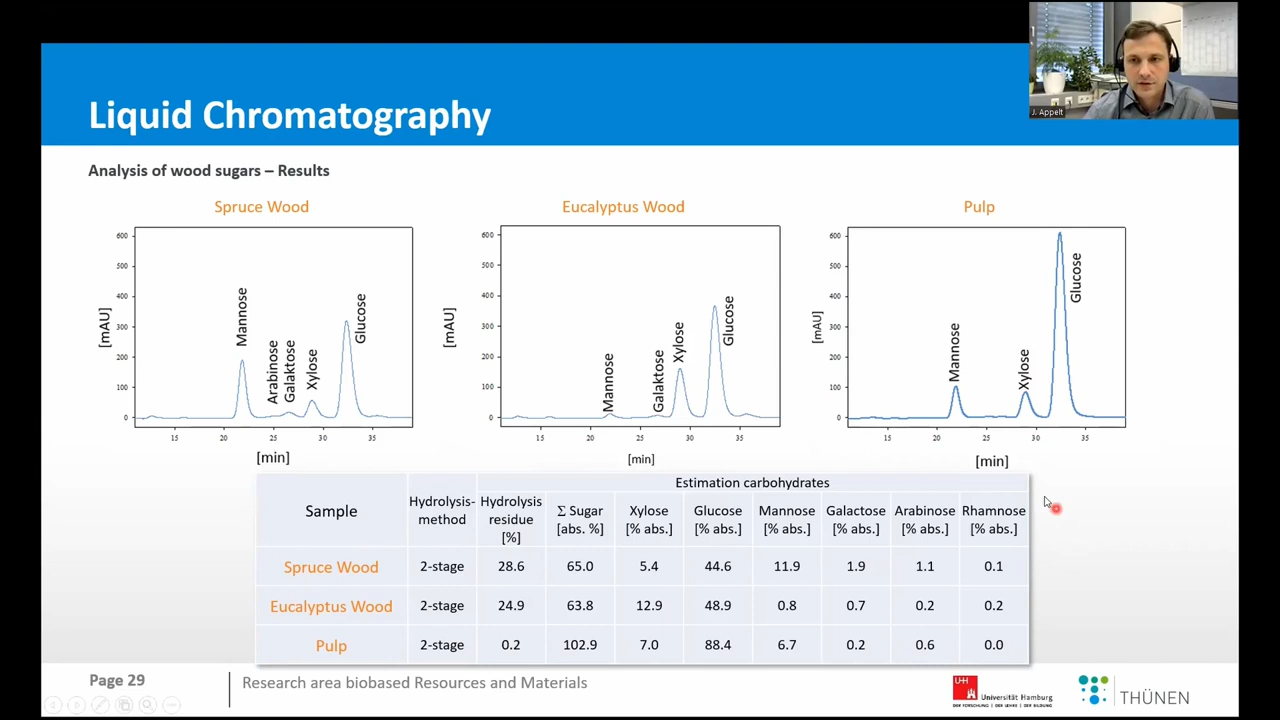 J. Appelt
Liquid Chromatography
Analysis of wood sugars – Results
Spruce Wood
600
500
400
300
200
100
0
[mAU]
Mannose
Arabinose
Galaktose
Xylose
Glucose
15
20
25
30
35
[min]
Eucalyptus Wood
600
500
400
300
200
100
0
[mAU]
Mannose
Galaktose
Xylose
Glucose
15
20
25
30
35
[min]
Pulp
600
500
400
300
200
100
0
[mAU]
Mannose
Xylose
Glucose
15
20
25
30
35
[min]
Estimation carbohydrates
Sample
Hydrolysis-
method
Hydrolysis
residue
[%]
Σ Sugar
[abs. %]
Xylose
[% abs.]
Glucose
[% abs.]
Mannose
[% abs.]
Galactose
[% abs.]
Arabinose
[% abs.]
Rhamnose
[% abs.]
Spruce Wood 2-stage 28.6 65.0 5.4 44.6 11.9 1.9 1.1 0.1
Eucalyptus Wood 2-stage 24.9 63.8 12.9 48.9 0.8 0.7 0.2 0.2
Pulp 2-stage 0.2 102.9 7.0 88.4 6.7 0.2 0.6 0.0
Page 29
Research area biobased Resources and Materials
UH
Universität Hamburg
DER FORSCHUNG | DER LEHRE | DER BILDUNG
THÜNEN